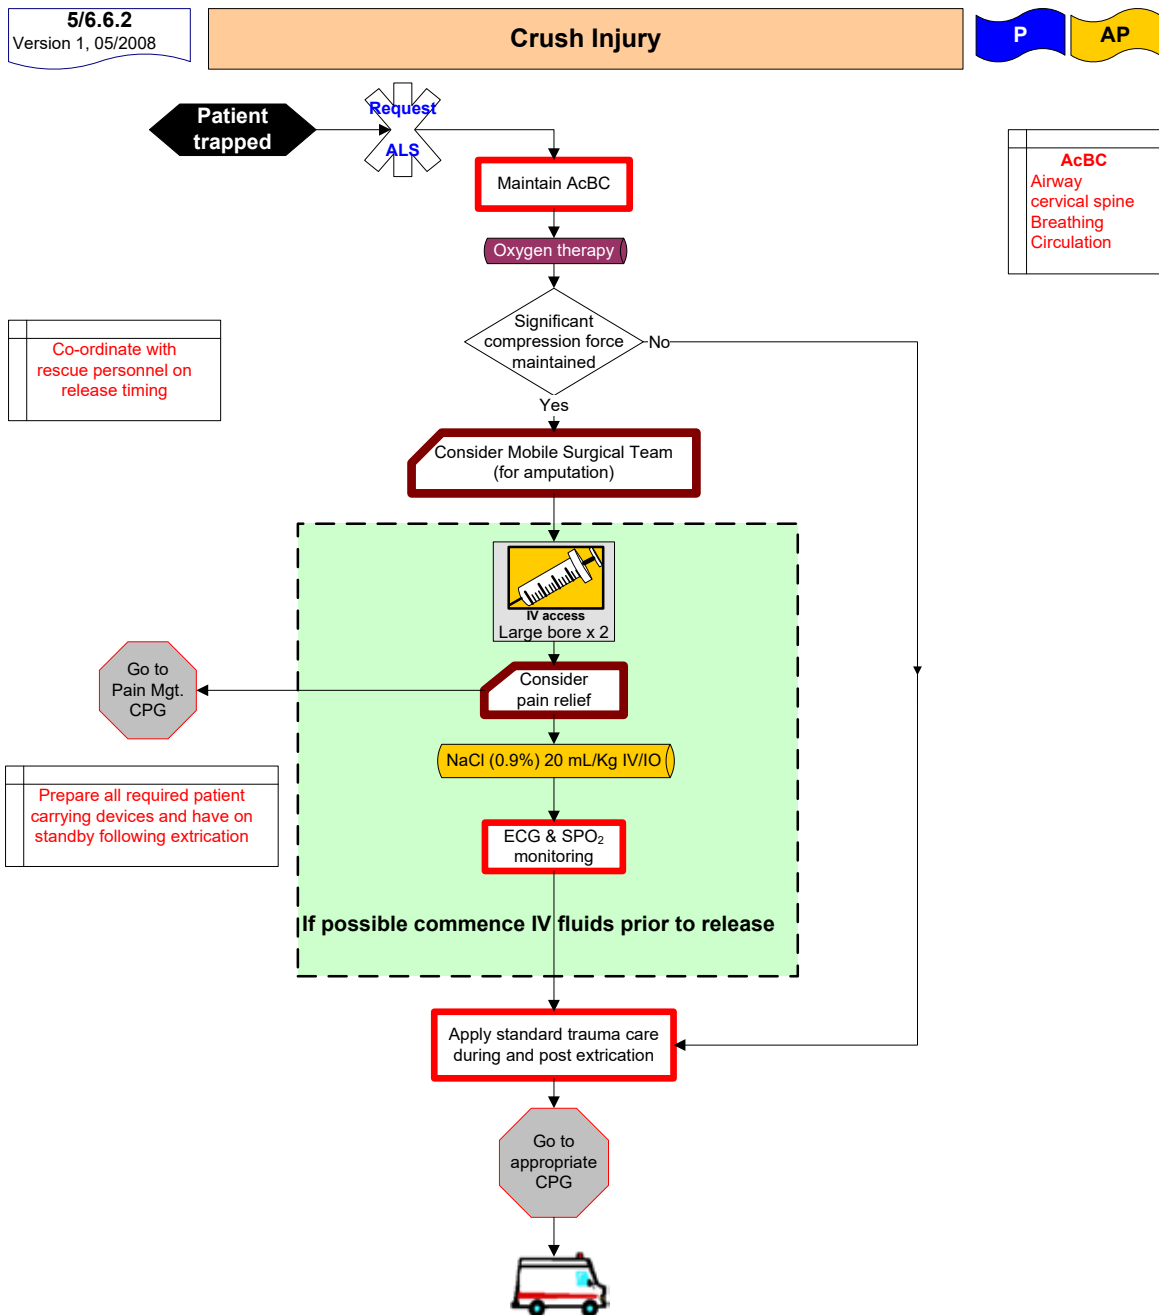 5/6.6.2
Version 1, 05/2008
Crush Injury
P
AP
Patient
trapped
Request
ALS
Maintain AcBC
AcBC
Airway
cervical spine
Breathing
Circulation
Oxygen therapy
Significant
compression force
maintained
No
Yes
Co-ordinate with
rescue personnel on
release timing
Consider Mobile Surgical Team
(for amputation)
IV access
Large bore x 2
Consider
pain relief
Go to
Pain Mgt.
CPG
NaCl (0.9%) 20 mL/Kg IV/IO
Prepare all required patient
carrying devices and have on
standby following extrication
ECG & SPO₂
monitoring
If possible commence IV fluids prior to release
Apply standard trauma care
during and post extrication
Go to
appropriate
CPG